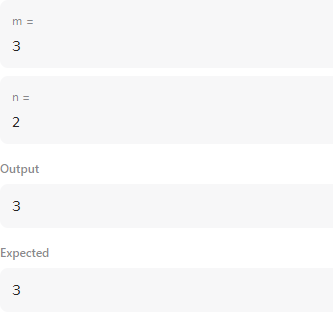 m =
3
n =
2
Output
3
Expected
3